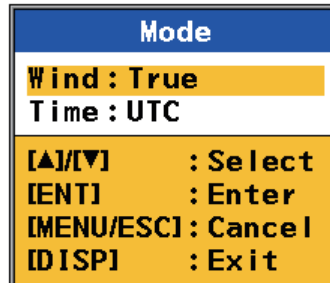 Mode
Wind:True
Time:UTC
[▲]/[▼] :Select
[ENT] :Enter
[MENU/ESC]:Cancel
[DISP] :Exit